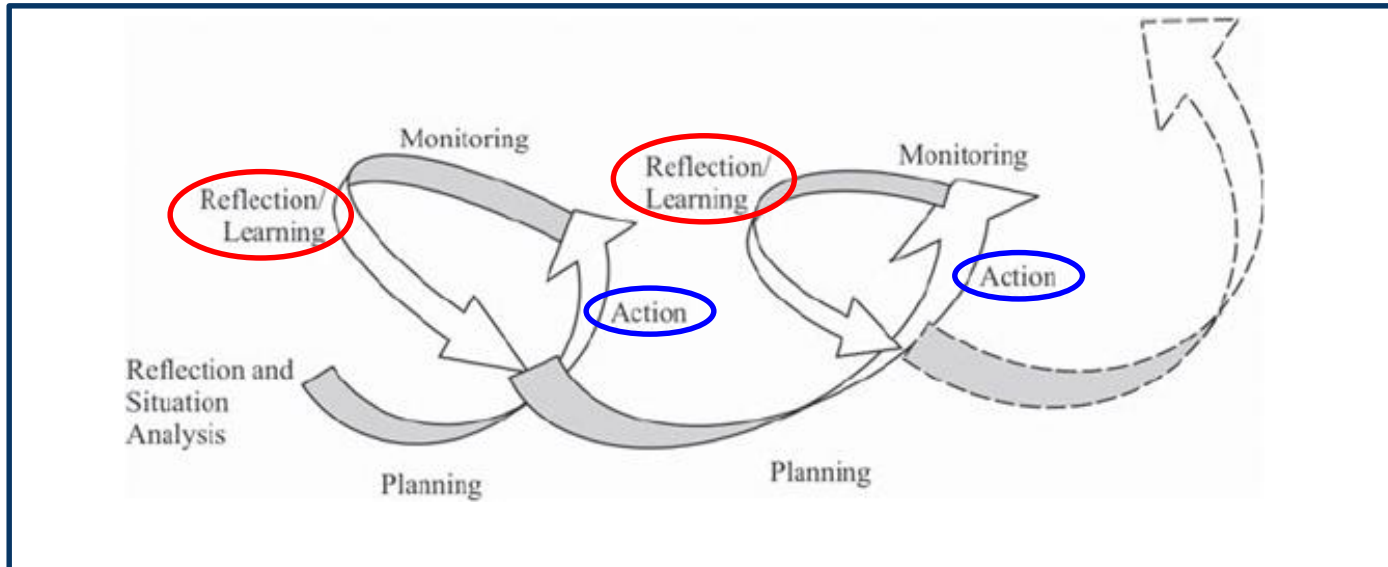 Monitoring
Reflection/
Learning
Action
Reflection and
Situation
Analysis
Planning
Reflection/
Learning
Monitoring
Action
Planning